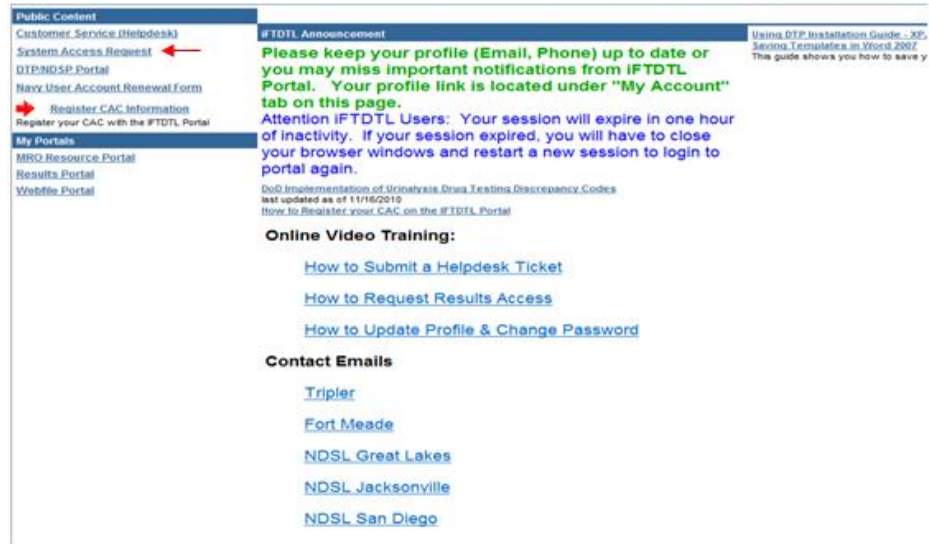 Public Content
Customer Service (Helpdesk)
System Access Request
DTP/NDSP Portal
Navy User Account Renewal Form
Register CAC Information
Register your CAC with the iFTDTL Portal
My Portals
MRO Resource Portal
Results Portal
Webfile Portal
iFTDTL Announcement
Please keep your profile (Email, Phone) up to date or
you may miss important notifications from iFTDTL
Portal. Your profile link is located under "My Account"
tab on this page.
Attention iFTDTL Users: Your session will expire in one hour
of inactivity. If your session expired, you will have to close
your browser windows and restart a new session to login to
portal again.
DoD Implementation of Urinalysis Drug Testing Discrepancy Codes
last updated as of 11/16/2010
How to Register your CAC on the IFTDTL Portal
Online Video Training:
How to Submit a Helpdesk Ticket
How to Request Results Access
How to Update Profile & Change Password
Contact Emails
Tripler
Fort Meade
NDSL Great Lakes
NDSL Jacksonville
NDSL San Diego
Using DTP Installation Guide - XP,
Saving Templates in Word 2007
This guide shows you how to save y